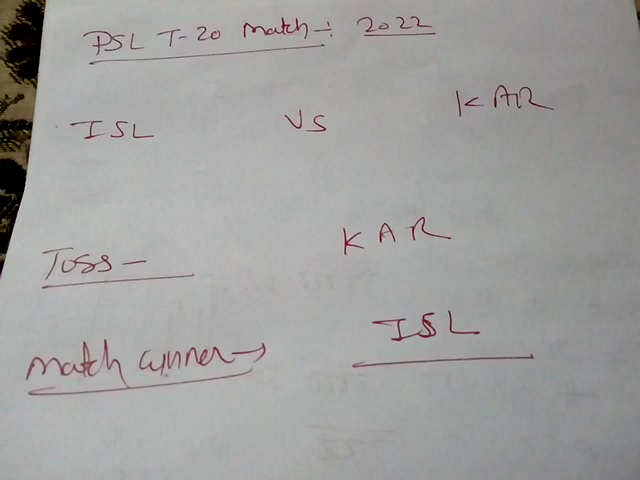 PSL T-20 Match÷ 2022
ISL VS KAR
Toss— KAR
Match winner→ ISL